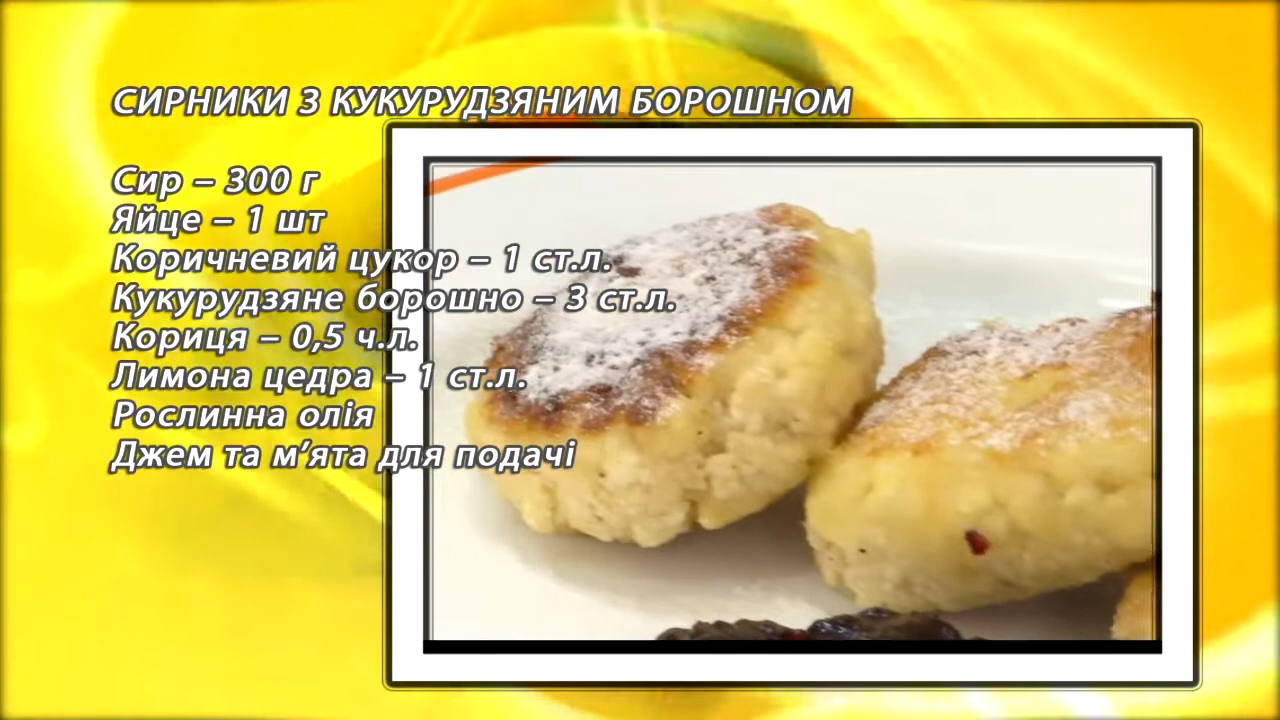 СИРНИКИ З КУКУРУДЗЯНИМ БОРОШНОМ
Сир – 300 г
Яйце – 1 шт
Коричневий цукор – 1 ст.л.
Кукурудзяне борошно – 3 ст.л.
Кориця – 0,5 ч.л.
Лимона цедра – 1 ст.л.
Рослинна олія
Джем та м’ята для подачі